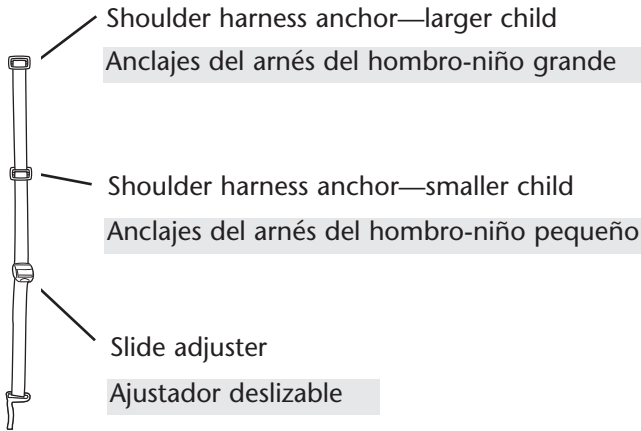 Shoulder harness anchor—larger child
Anclajes del arnés del hombro-niño grande
Shoulder harness anchor—smaller child
Anclajes del arnés del hombro-niño pequeño
Slide adjuster
Ajustador deslizable